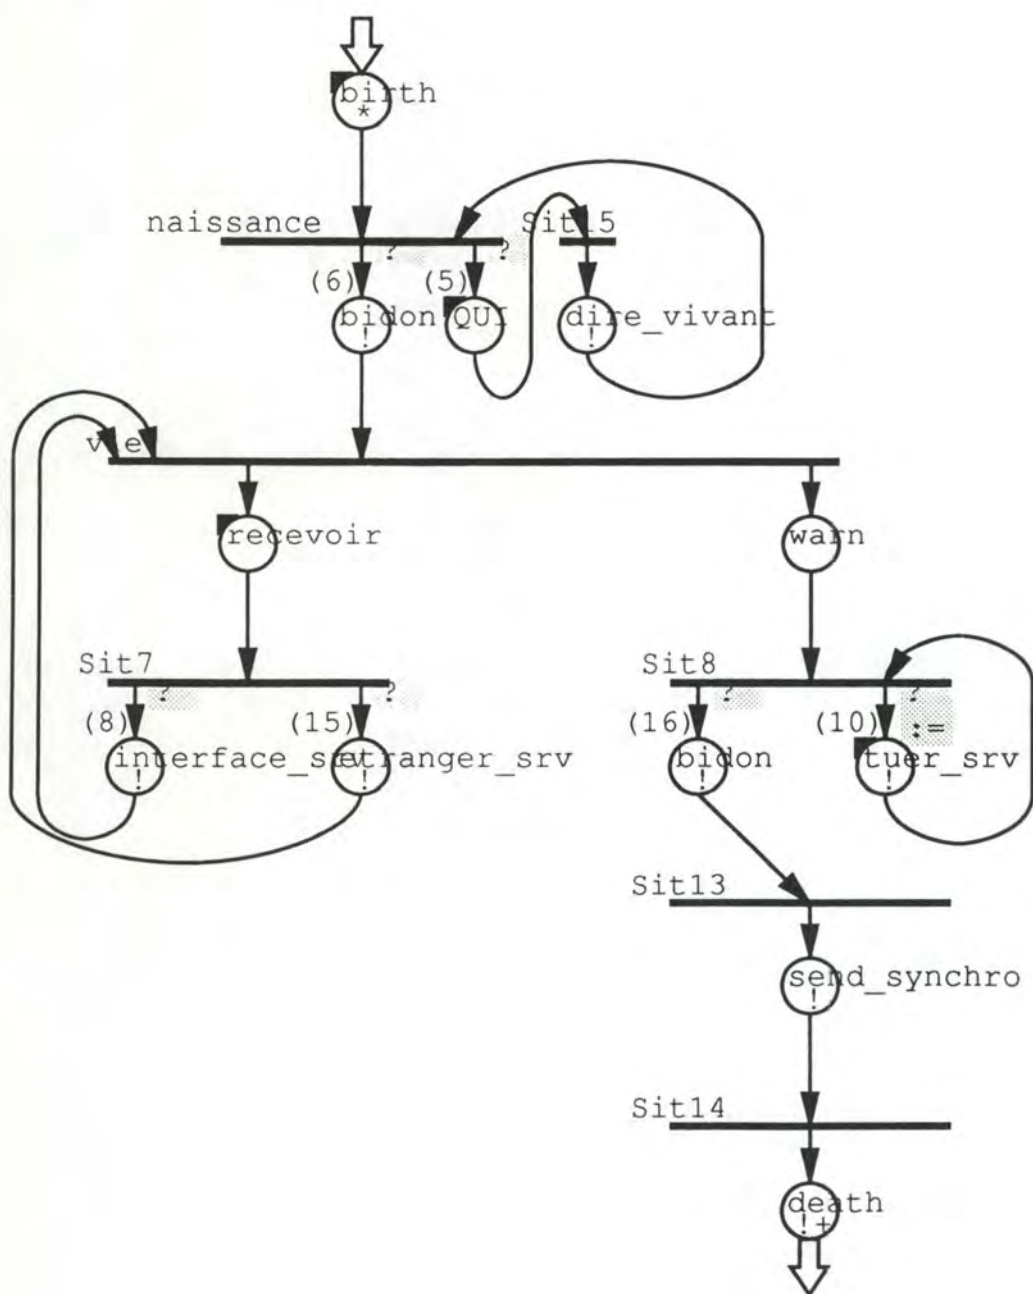 birth
*
naissance ? ? Sit15
(6) (5)
bidon QUI dire_vivant
! !
vie
recevoir warn
Sit7 ? ? Sit8 ? ?
(8) (15) (16) (10) :=
interface_srv etranger_srv bidon tuer_srv
! ! ! !
Sit13
send_synchro
!
Sit14
death
!+